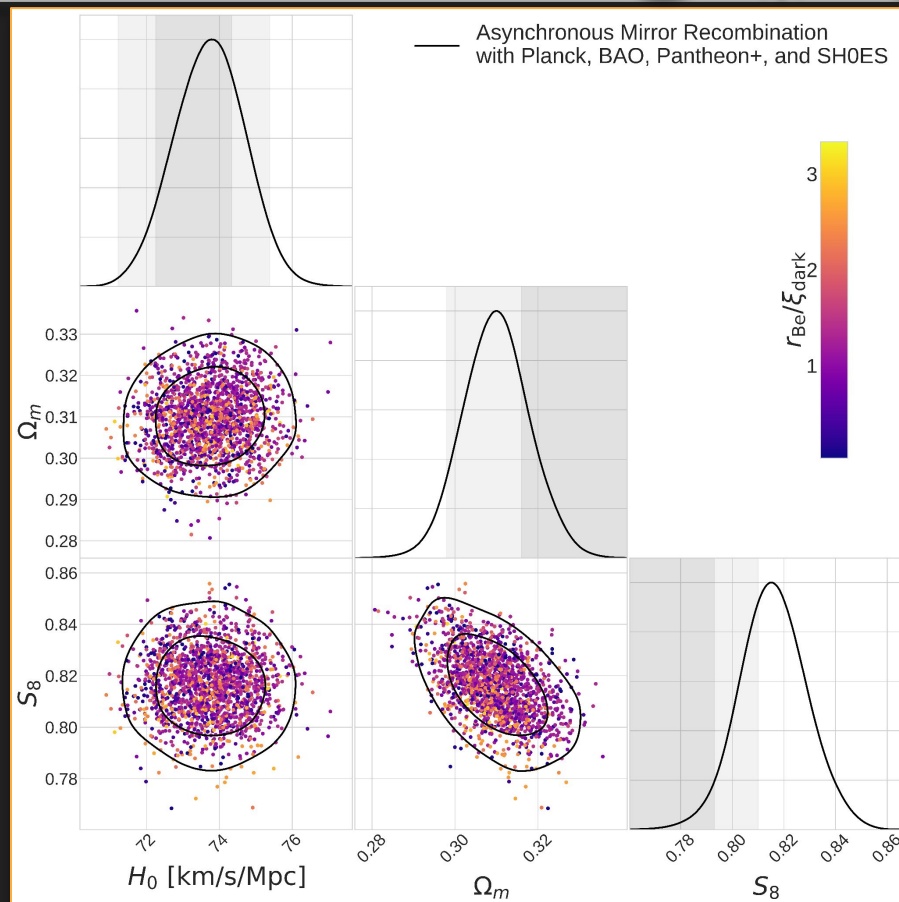 Asynchronous Mirror Recombination
with Planck, BAO, Pantheon+, and SH0ES
3
2
1
r_Be/ξ_dark
0.33
0.32
0.31
0.30
0.29
0.28
Ω_m
0.86
0.84
0.82
0.80
0.78
S_8
72 74 76
H_0 [km/s/Mpc]
0.28 0.30 0.32
Ω_m
0.78 0.80 0.82 0.84 0.86
S_8